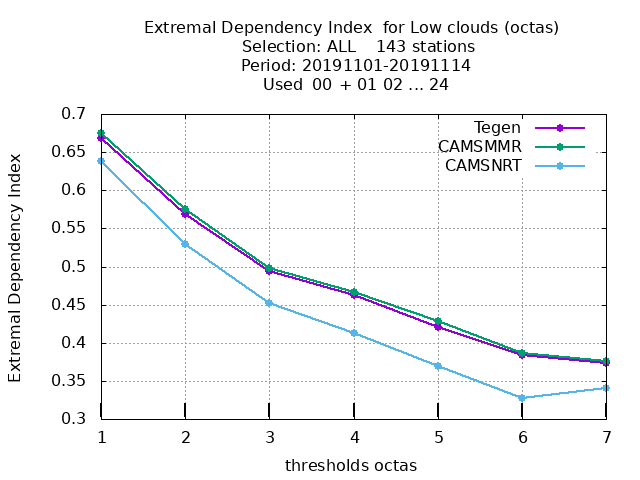 Extremal Dependency Index  for Low clouds (octas)
Selection: ALL    143 stations
Period: 20191101-20191114
Used  00 + 01 02 ... 24
Tegen
CAMSMMR
CAMSNRT
Extremal Dependency Index
0.7
0.65
0.6
0.55
0.5
0.45
0.4
0.35
0.3
1 2 3 4 5 6 7
thresholds octas